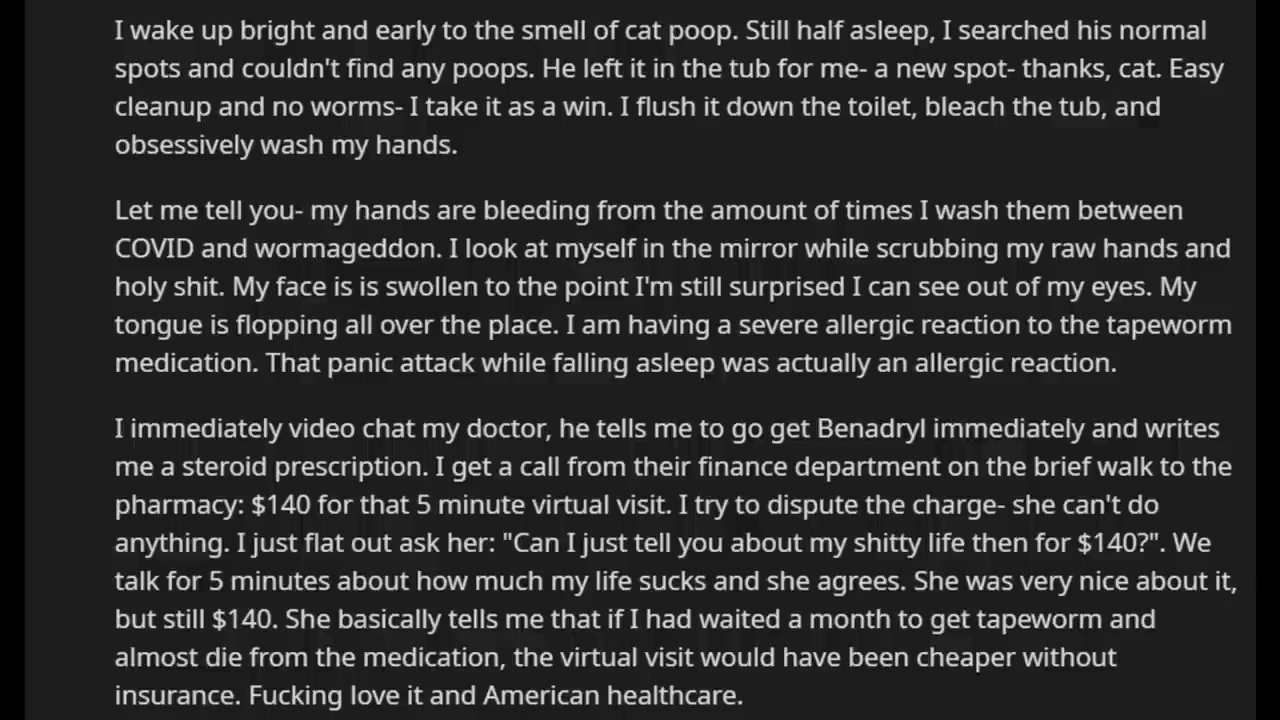 I wake up bright and early to the smell of cat poop. Still half asleep, I searched his normal
spots and couldn't find any poops. He left it in the tub for me- a new spot- thanks, cat. Easy
cleanup and no worms- I take it as a win. I flush it down the toilet, bleach the tub, and
obsessively wash my hands.
Let me tell you- my hands are bleeding from the amount of times I wash them between
COVID and wormageddon. I look at myself in the mirror while scrubbing my raw hands and
holy shit. My face is is swollen to the point I'm still surprised I can see out of my eyes. My
tongue is flopping all over the place. I am having a severe allergic reaction to the tapeworm
medication. That panic attack while falling asleep was actually an allergic reaction.
I immediately video chat my doctor, he tells me to go get Benadryl immediately and writes
me a steroid prescription. I get a call from their finance department on the brief walk to the
pharmacy: $140 for that 5 minute virtual visit. I try to dispute the charge- she can't do
anything. I just flat out ask her: "Can I just tell you about my shitty life then for $140?". We
talk for 5 minutes about how much my life sucks and she agrees. She was very nice about it,
but still $140. She basically tells me that if I had waited a month to get tapeworm and
almost die from the medication, the virtual visit would have been cheaper without
insurance. Fucking love it and American healthcare.